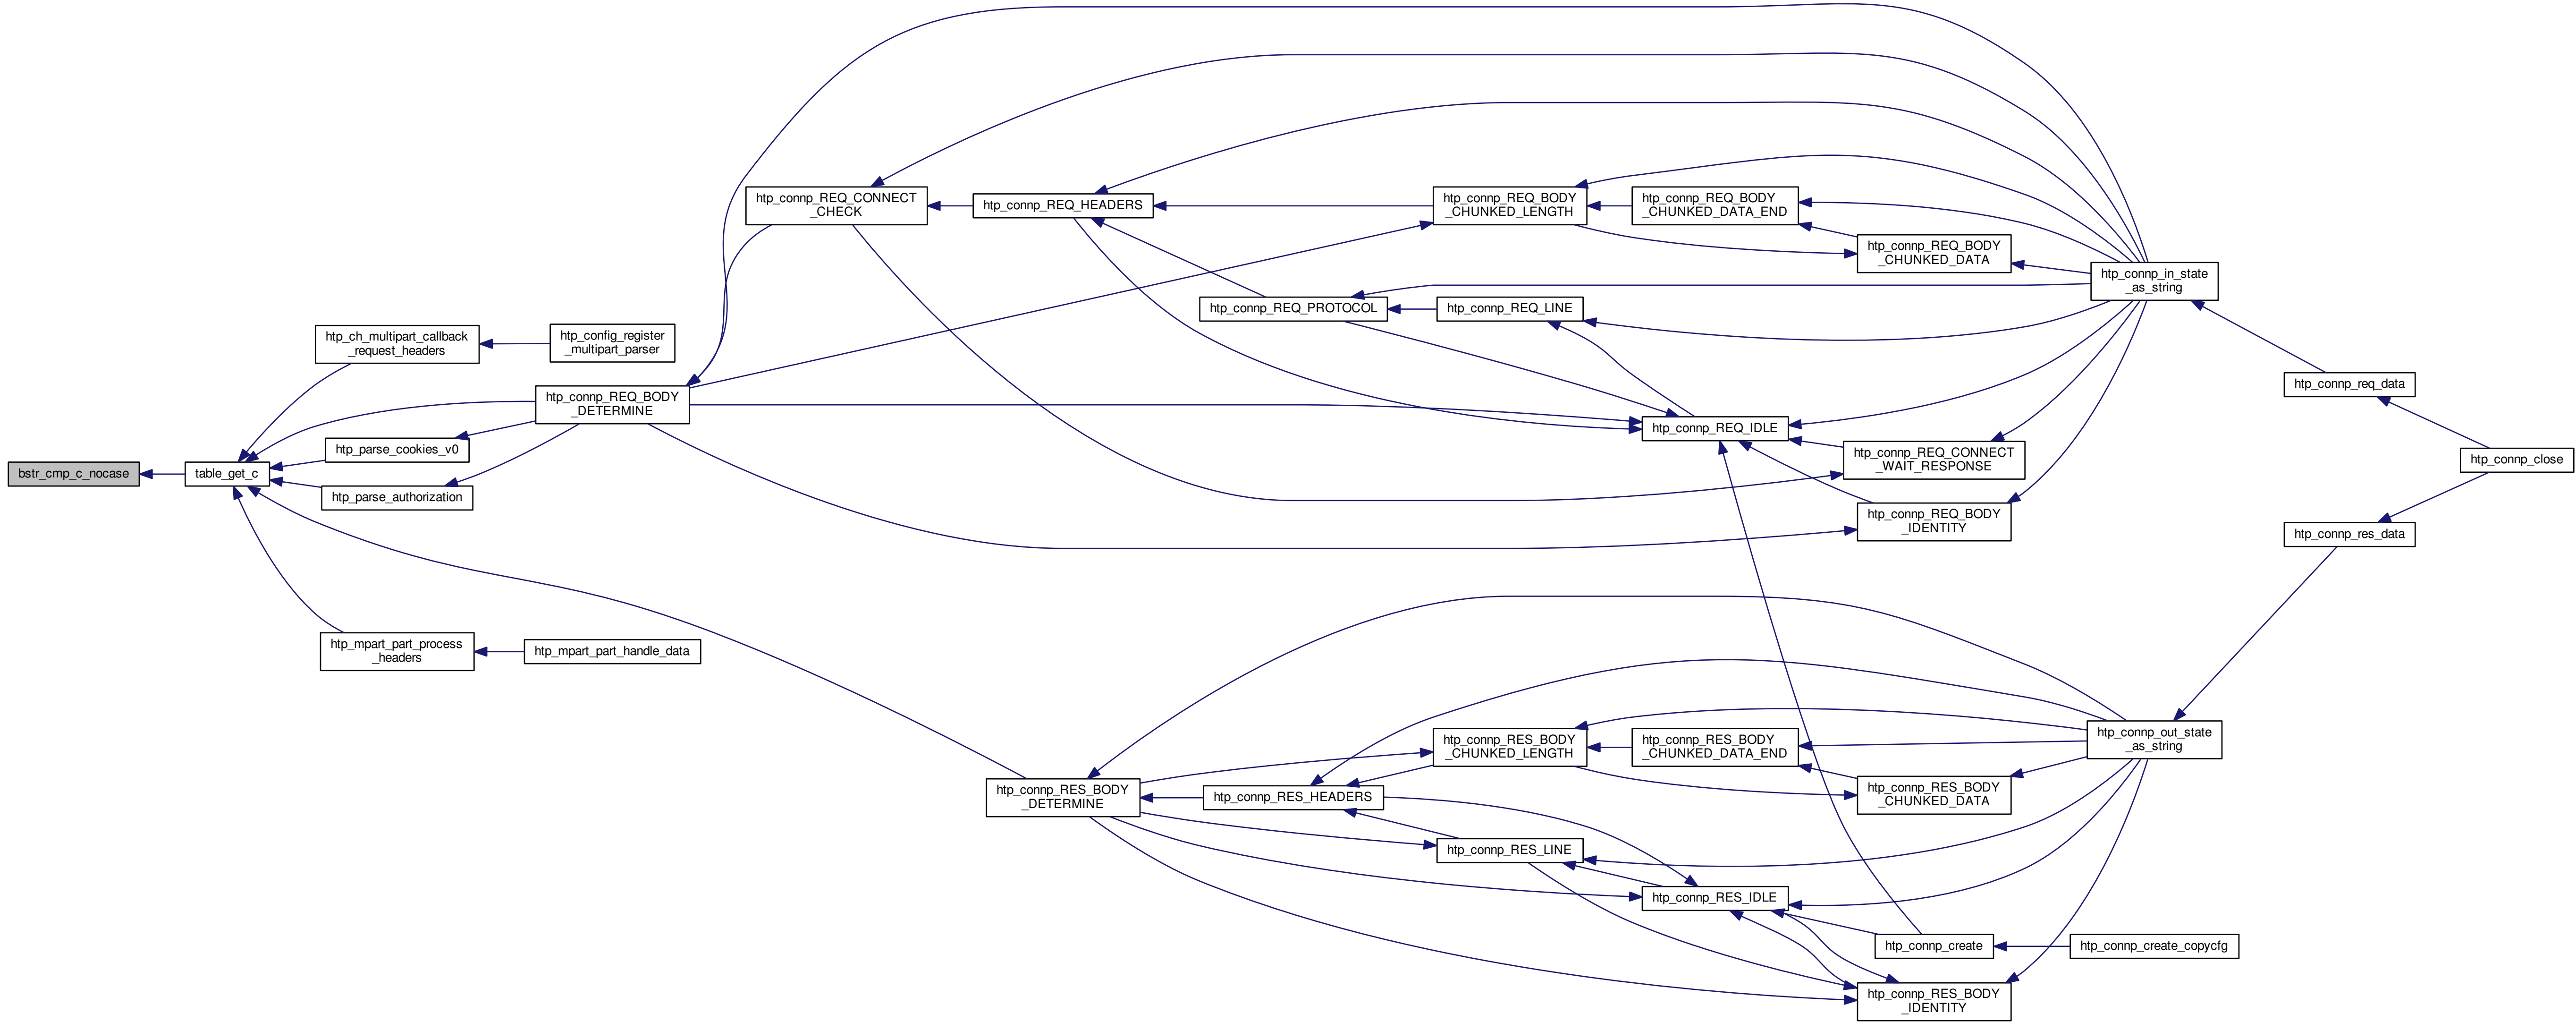 bstr_cmp_c_nocase
table_get_c
htp_ch_multipart_callback
_request_headers
htp_config_register
_multipart_parser
htp_connp_REQ_BODY
_DETERMINE
htp_parse_cookies_v0
htp_parse_authorization
htp_mpart_part_process
_headers
htp_mpart_part_handle_data
htp_connp_REQ_CONNECT
_CHECK
htp_connp_REQ_HEADERS
htp_connp_REQ_BODY
_CHUNKED_LENGTH
htp_connp_REQ_BODY
_CHUNKED_DATA_END
htp_connp_REQ_BODY
_CHUNKED_DATA
htp_connp_in_state
_as_string
htp_connp_REQ_PROTOCOL
htp_connp_REQ_LINE
htp_connp_REQ_IDLE
htp_connp_REQ_CONNECT
_WAIT_RESPONSE
htp_connp_REQ_BODY
_IDENTITY
htp_connp_req_data
htp_connp_close
htp_connp_res_data
htp_connp_RES_BODY
_DETERMINE
htp_connp_RES_HEADERS
htp_connp_RES_BODY
_CHUNKED_LENGTH
htp_connp_RES_BODY
_CHUNKED_DATA_END
htp_connp_RES_BODY
_CHUNKED_DATA
htp_connp_out_state
_as_string
htp_connp_RES_LINE
htp_connp_RES_IDLE
htp_connp_create
htp_connp_create_copycfg
htp_connp_RES_BODY
_IDENTITY